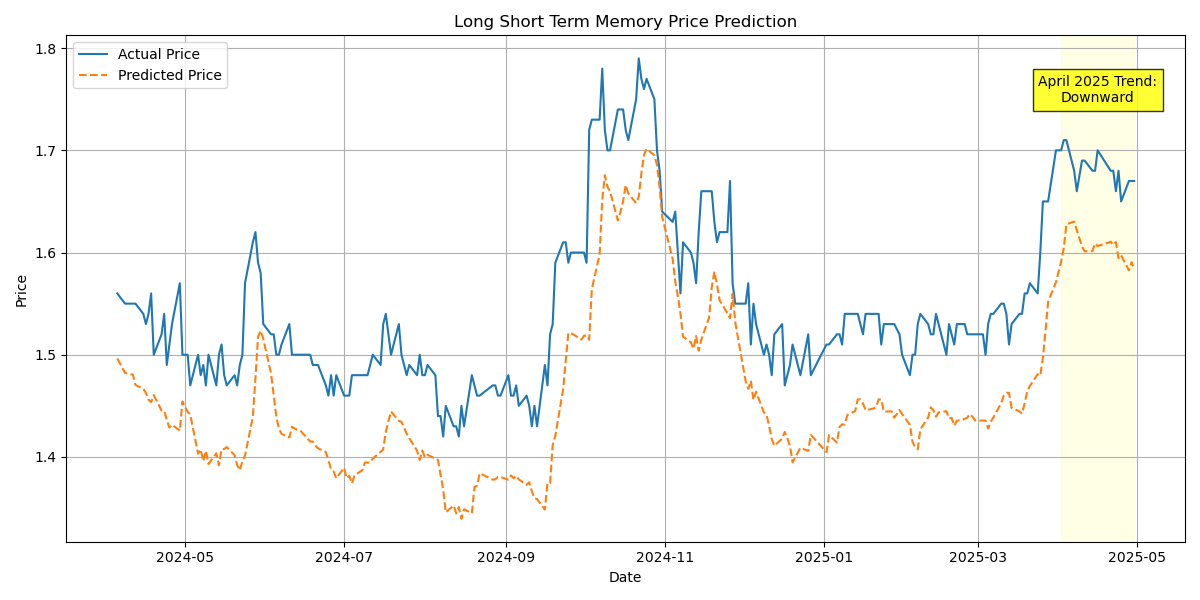 Long Short Term Memory Price Prediction
Actual Price
Predicted Price
April 2025 Trend:
Downward
Price
1.8
1.7
1.6
1.5
1.4
2024-05
2024-07
2024-09
2024-11
2025-01
2025-03
2025-05
Date